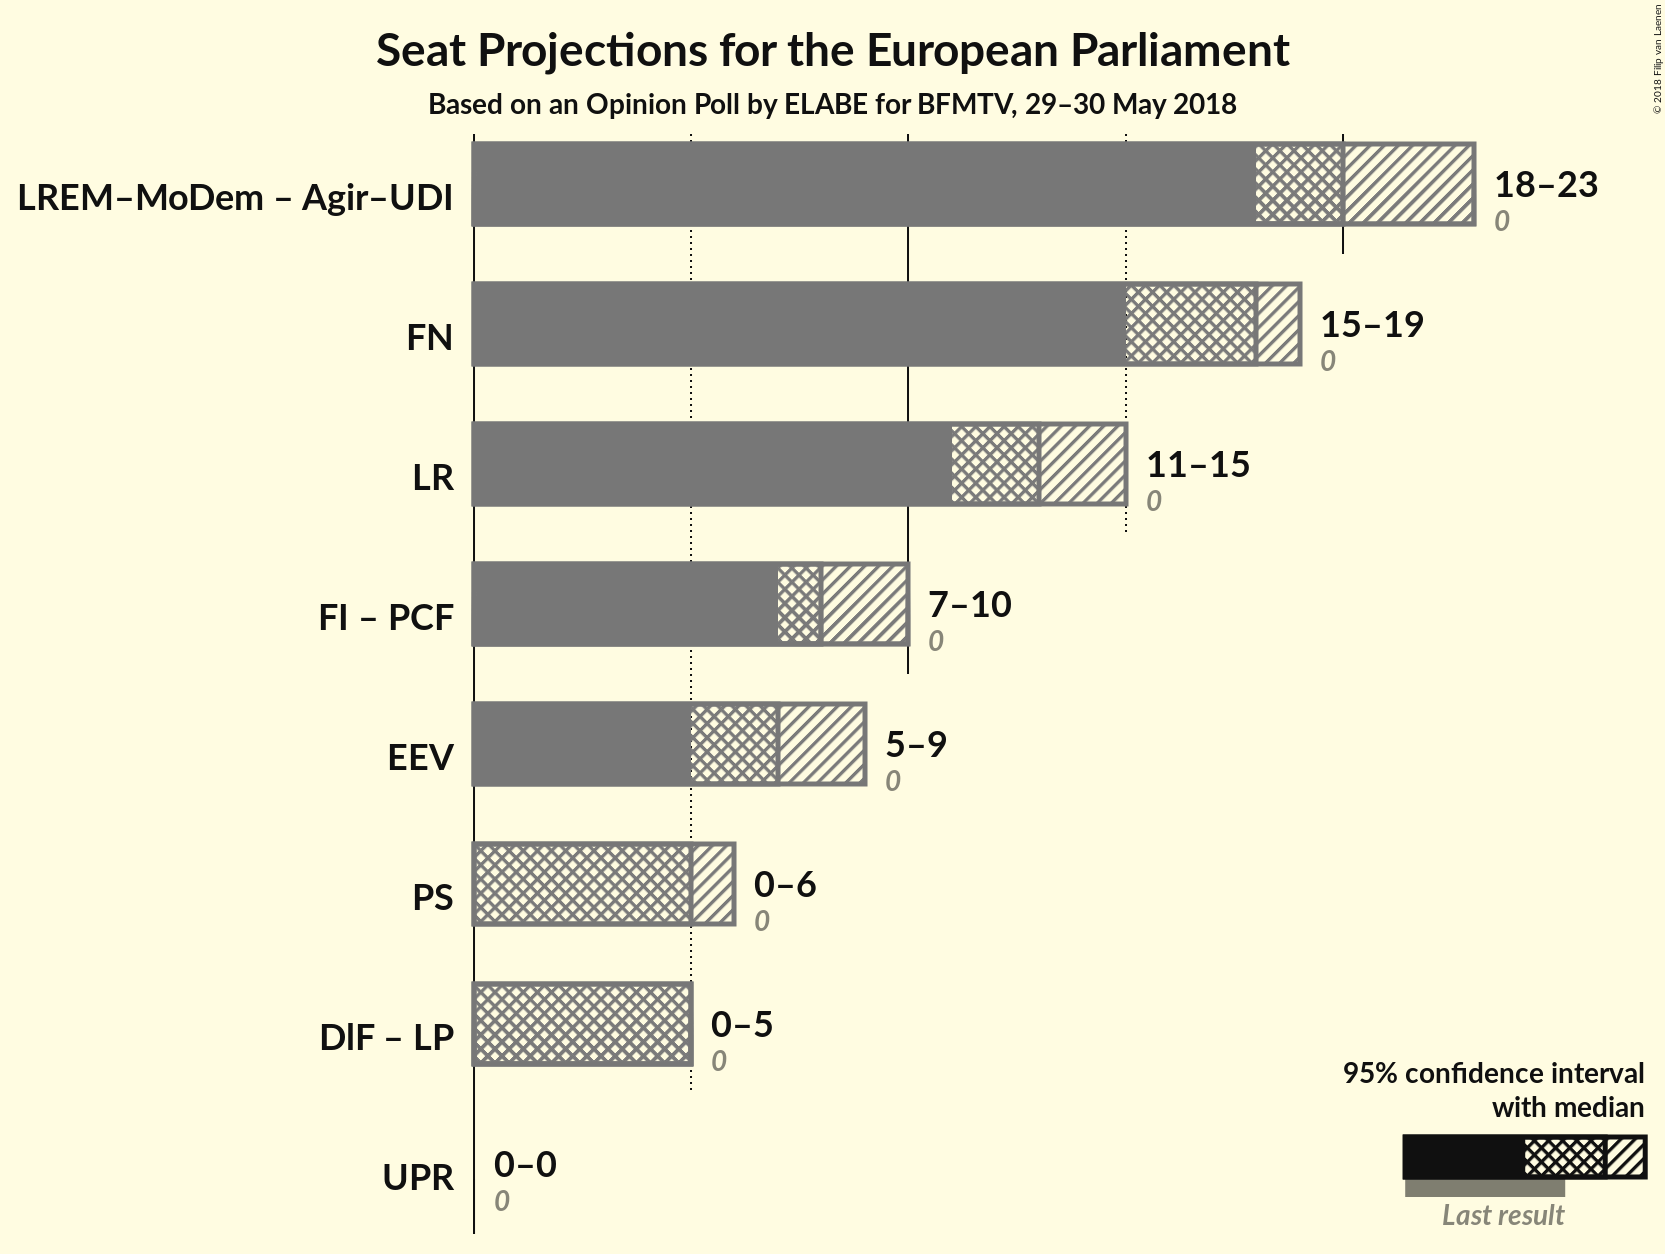 Seat Projections for the European Parliament
Based on an Opinion Poll by ELABE for BFMTV, 29–30 May 2018
© 2018 Filip van Laenen
LREM–MoDem – Agir–UDI
18–23
0
FN
15–19
0
LR
11–15
0
FI – PCF
7–10
0
EEV
5–9
0
PS
0–6
0
DlF – LP
0–5
0
UPR
0–0
0
95% confidence interval
with median
Last result